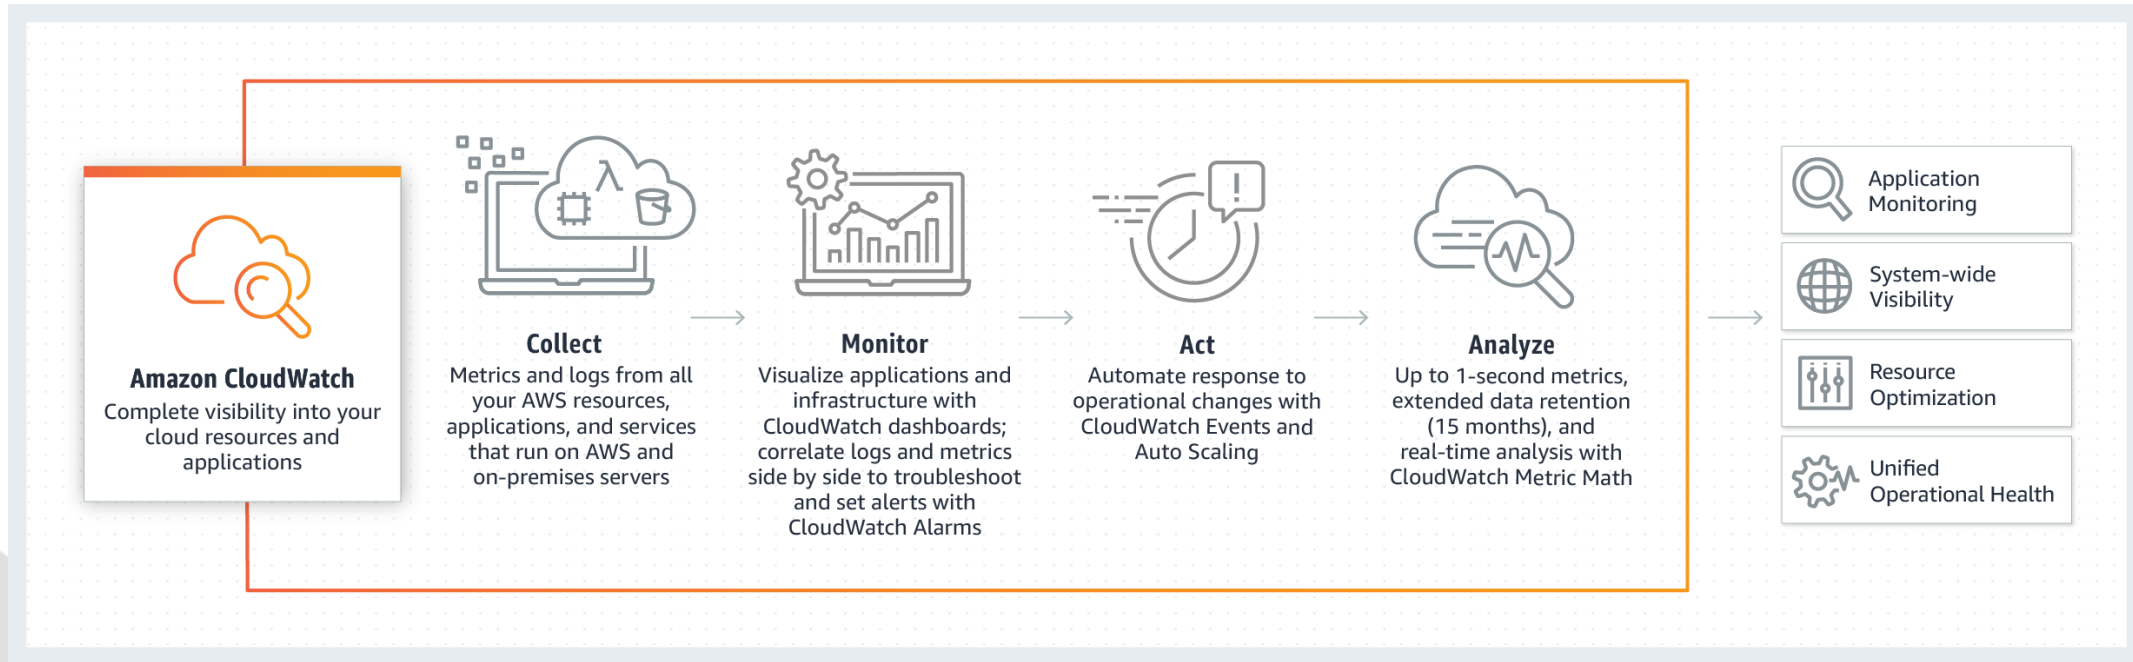 Amazon CloudWatch
Complete visibility into your
cloud resources and
applications
Collect
Metrics and logs from all
your AWS resources,
applications, and services
that run on AWS and
on-premises servers
Monitor
Visualize applications and
infrastructure with
CloudWatch dashboards;
correlate logs and metrics
side by side to troubleshoot
and set alerts with
CloudWatch Alarms
Act
Automate response to
operational changes with
CloudWatch Events and
Auto Scaling
Analyze
Up to 1-second metrics,
extended data retention
(15 months), and
real-time analysis with
CloudWatch Metric Math
Application
Monitoring
System-wide
Visibility
Resource
Optimization
Unified
Operational Health